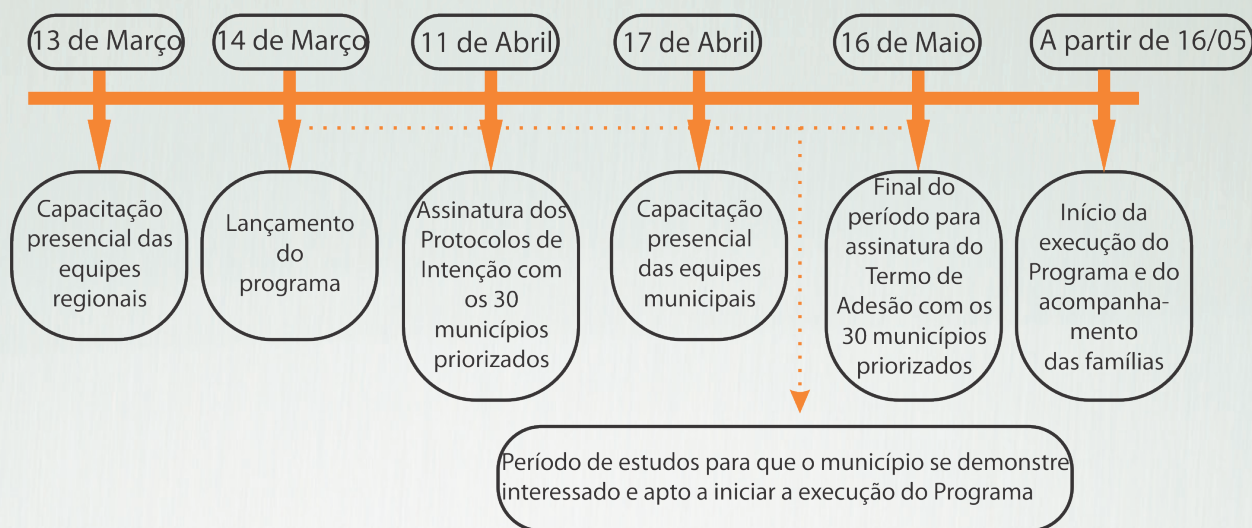 13 de Março
14 de Março
11 de Abril
17 de Abril
16 de Maio
A partir de 16/05
Capacitação
presencial das
equipes
regionais
Lançamento
do
programa
Assinatura dos
Protocolos de
Intenção com
os 30
municípios
priorizados
Capacitação
presencial
das equipes
municipais
Final do
período para
assinatura do
Termo de
Adesão com os
30 municípios
priorizados
Início da
execução do
Programa e do
acompanha-
mento
das famílias
Período de estudos para que o município se demonstre
interessado e apto a iniciar a execução do Programa